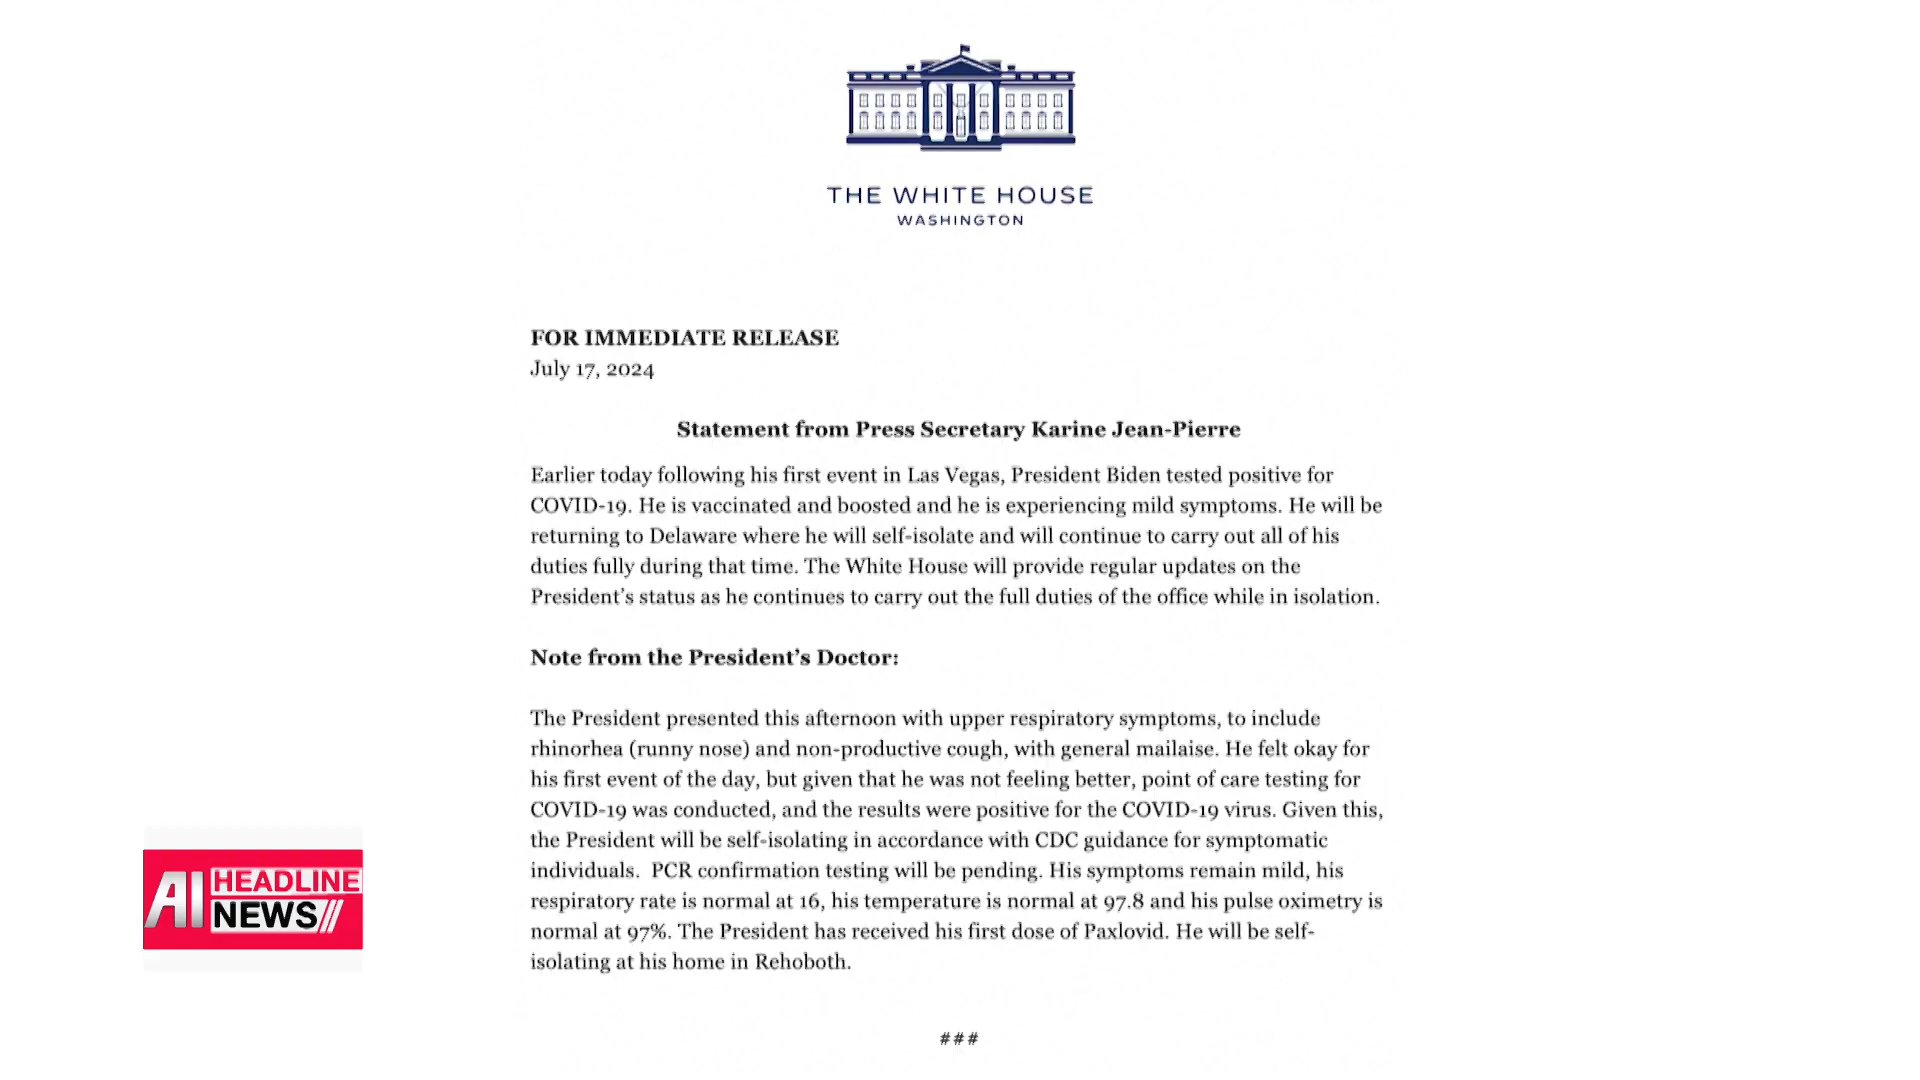 THE WHITE HOUSE
WASHINGTON
FOR IMMEDIATE RELEASE
July 17, 2024
Statement from Press Secretary Karine Jean-Pierre
Earlier today following his first event in Las Vegas, President Biden tested positive for
COVID-19. He is vaccinated and boosted and he is experiencing mild symptoms. He will be
returning to Delaware where he will self-isolate and will continue to carry out all of his
duties fully during that time. The White House will provide regular updates on the
President’s status as he continues to carry out the full duties of the office while in isolation.
Note from the President’s Doctor:
The President presented this afternoon with upper respiratory symptoms, to include
rhinorhea (runny nose) and non-productive cough, with general mailaise. He felt okay for
his first event of the day, but given that he was not feeling better, point of care testing for
COVID-19 was conducted, and the results were positive for the COVID-19 virus. Given this,
the President will be self-isolating in accordance with CDC guidance for symptomatic
individuals.  PCR confirmation testing will be pending. His symptoms remain mild, his
respiratory rate is normal at 16, his temperature is normal at 97.8 and his pulse oximetry is
normal at 97%. The President has received his first dose of Paxlovid. He will be self-
isolating at his home in Rehoboth.
###
AI HEADLINE
NEWS